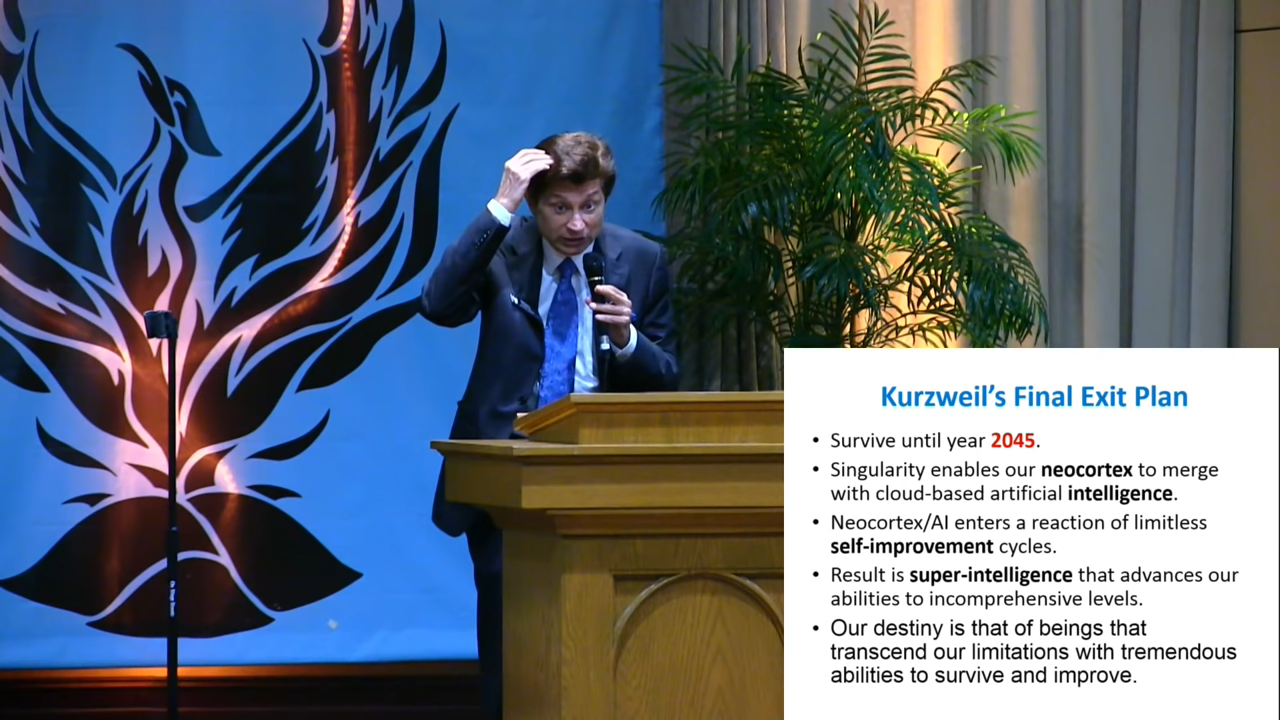 Kurzweil's Final Exit Plan
• Survive until year 2045.
• Singularity enables our neocortex to merge
with cloud-based artificial intelligence.
• Neocortex/AI enters a reaction of limitless
self-improvement cycles.
• Result is super-intelligence that advances our
abilities to incomprehensive levels.
• Our destiny is that of beings that
transcend our limitations with tremendous
abilities to survive and improve.